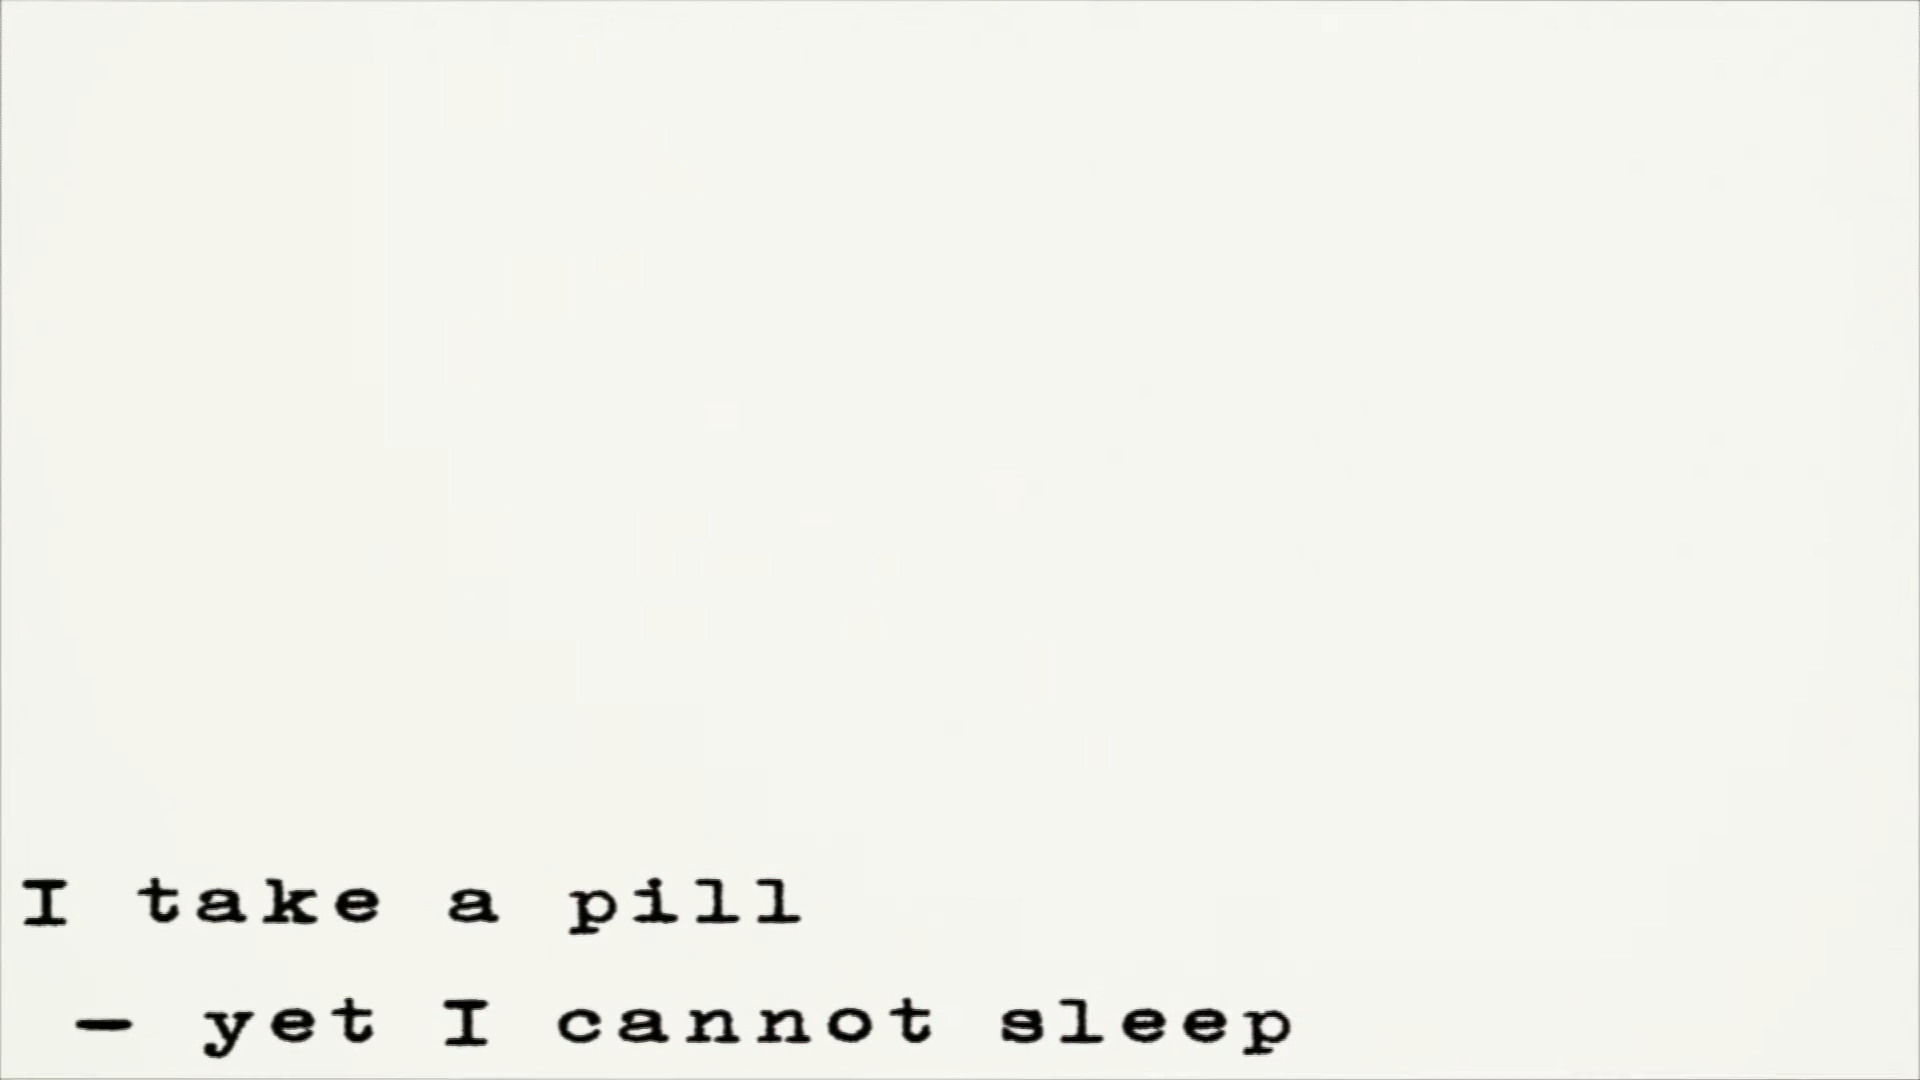 I take a pill
— yet I cannot sleep